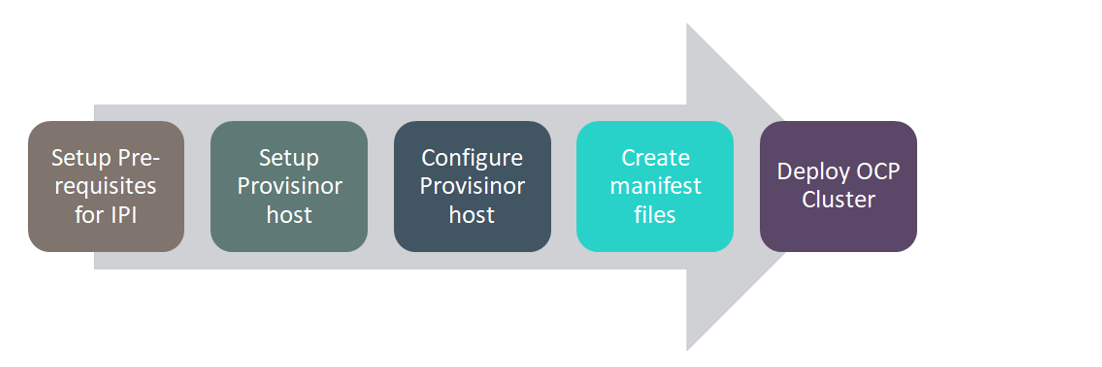 Setup Pre-
requisites
for IPI
Setup
Provisinor
host
Configure
Provisinor
host
Create
manifest
files
Deploy OCP
Cluster